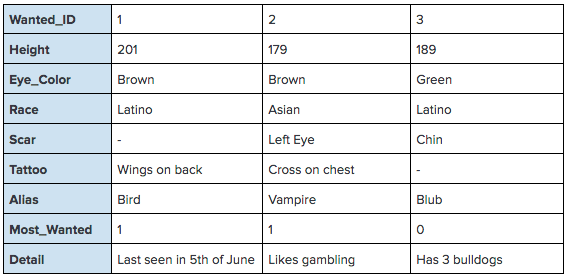 Wanted_ID 1 2 3
Height 201 179 189
Eye_Color Brown Brown Green
Race Latino Asian Latino
Scar - Left Eye Chin
Tattoo Wings on back Cross on chest -
Alias Bird Vampire Blub
Most_Wanted 1 1 0
Detail Last seen in 5th of June Likes gambling Has 3 bulldogs